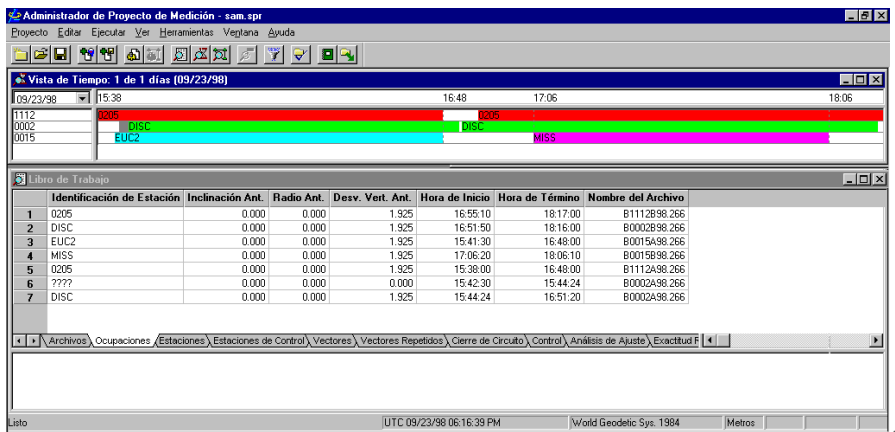 Administrador de Proyecto de Medición - sam.spr
Proyecto Editar Ejecutar Ver Herramientas Ventana Ayuda
Vista de Tiempo: 1 de 1 días (09/23/98)
09/23/98 15:38 16:48 17:06 18:06
1112 0205 0205
0002 DISC DISC
0015 EUC2 MISS
Libro de Trabajo
Identificación de Estación Inclinación Ant. Radio Ant. Desv. Vert. Ant. Hora de Inicio Hora de Término Nombre del Archivo
1 0205 0.000 0.000 1.925 16:55:10 18:17:00 B1112B98.266
2 DISC 0.000 0.000 1.925 16:51:50 18:16:00 B0002B98.266
3 EUC2 0.000 0.000 1.925 15:41:30 16:48:00 B0015A98.266
4 MISS 0.000 0.000 1.925 17:06:20 18:06:10 B0015B98.266
5 0205 0.000 0.000 1.925 15:38:00 16:48:00 B1112A98.266
6 ???? 0.000 0.000 0.000 15:42:30 15:44:24 B0002A98.266
7 DISC 0.000 0.000 1.925 15:44:24 16:51:20 B0002A98.266
Archivos Ocupaciones Estaciones Estaciones de Control Vectores Vectores Repetidos Cierre de Circuito Control Análisis de Ajuste Exactitud R
Listo UTC 09/23/98 06:16:39 PM World Geodetic Sys. 1984 Metros